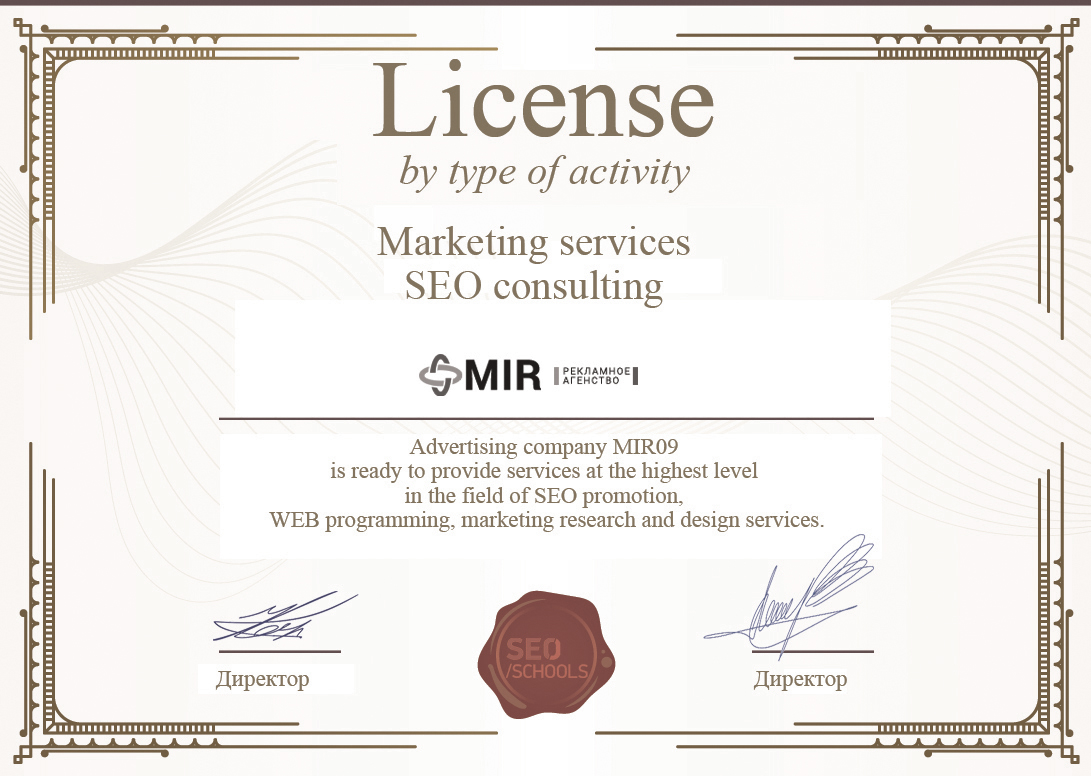 License
by type of activity
Marketing services
SEO consulting
MIR
РЕКЛАМНОЕ
АГЕНСТВО
Advertising company MIR09
is ready to provide services at the highest level
in the field of SEO promotion,
WEB programming, marketing research and design services.
SEO
/SCHOOLS
Директор
Директор